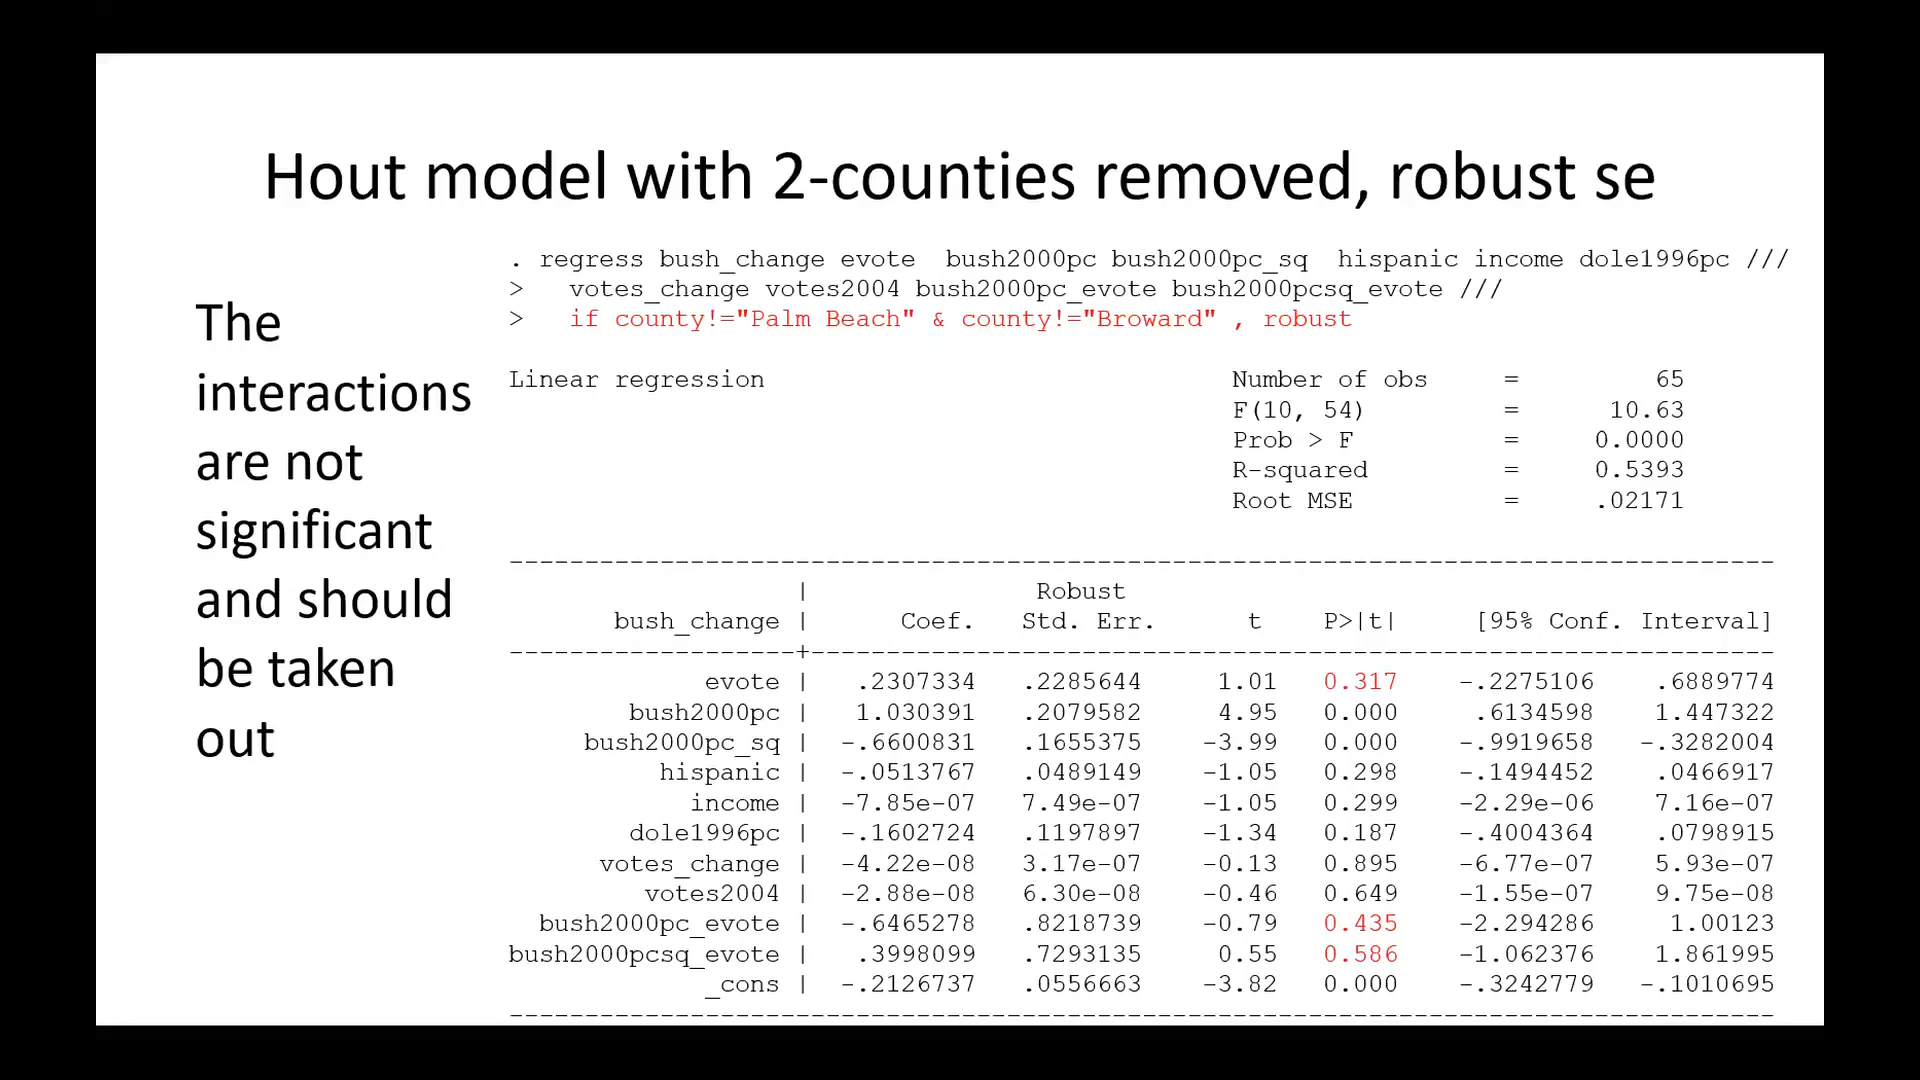 Hout model with 2-counties removed, robust se
The
interactions
are not
significant
and should
be taken
out
. regress bush_change evote  bush2000pc bush2000pc_sq  hispanic income dole1996pc ///
>   votes_change votes2004 bush2000pc_evote bush2000pcsq_evote ///
>   if county!="Palm Beach" & county!="Broward" , robust
Linear regression Number of obs = 65
F(10, 54) = 10.63
Prob > F = 0.0000
R-squared = 0.5393
Root MSE = .02171
------------------------------------------------------------------------------------
| Robust
bush_change | Coef. Std. Err. t P>|t| [95% Conf. Interval]
-------------------+----------------------------------------------------------------
evote | .2307334 .2285644 1.01 0.317 -.2275106 .6889774
bush2000pc | 1.030391 .2079582 4.95 0.000 .6134598 1.447322
bush2000pc_sq | -.6600831 .1655375 -3.99 0.000 -.9919658 -.3282004
hispanic | -.0513767 .0489149 -1.05 0.298 -.1494452 .0466917
income | -7.85e-07 7.49e-07 -1.05 0.299 -2.29e-06 7.16e-07
dole1996pc | -.1602724 .1197897 -1.34 0.187 -.4004364 .0798915
votes_change | -4.22e-08 3.17e-07 -0.13 0.895 -6.77e-07 5.93e-07
votes2004 | -2.88e-08 6.30e-08 -0.46 0.649 -1.55e-07 9.75e-08
bush2000pc_evote | -.6465278 .8218739 -0.79 0.435 -2.294286 1.00123
bush2000pcsq_evote | .3998099 .7293135 0.55 0.586 -1.062376 1.861995
_cons | -.2126737 .0556663 -3.82 0.000 -.3242779 -.1010695
------------------------------------------------------------------------------------